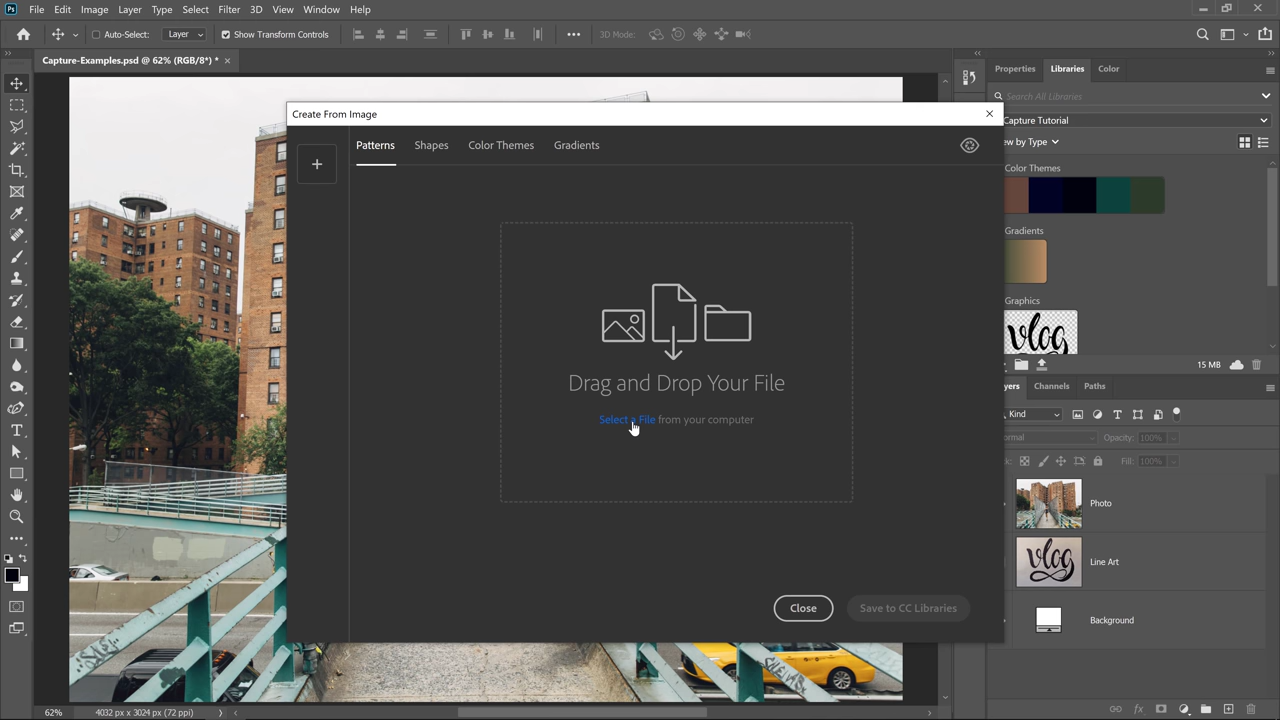 Ps File Edit Image Layer Type Select Filter 3D View Window Help
Auto-Select: Layer Show Transform Controls 3D Mode:
Capture-Examples.psd @ 62% (RGB/8*) *
Properties Libraries Color
Search All Libraries
Capture Tutorial
ew by Type
Color Themes
Gradients
Graphics
vlog
15 MB
Create From Image
Patterns Shapes Color Themes Gradients
Drag and Drop Your File
Select a File from your computer
Close Save to CC Libraries
yers Channels Paths
Kind
ormal Opacity: 100%
k: Fill: 100%
Photo
vlog
Line Art
Background
62% 4032 px x 3024 px (72 ppi)